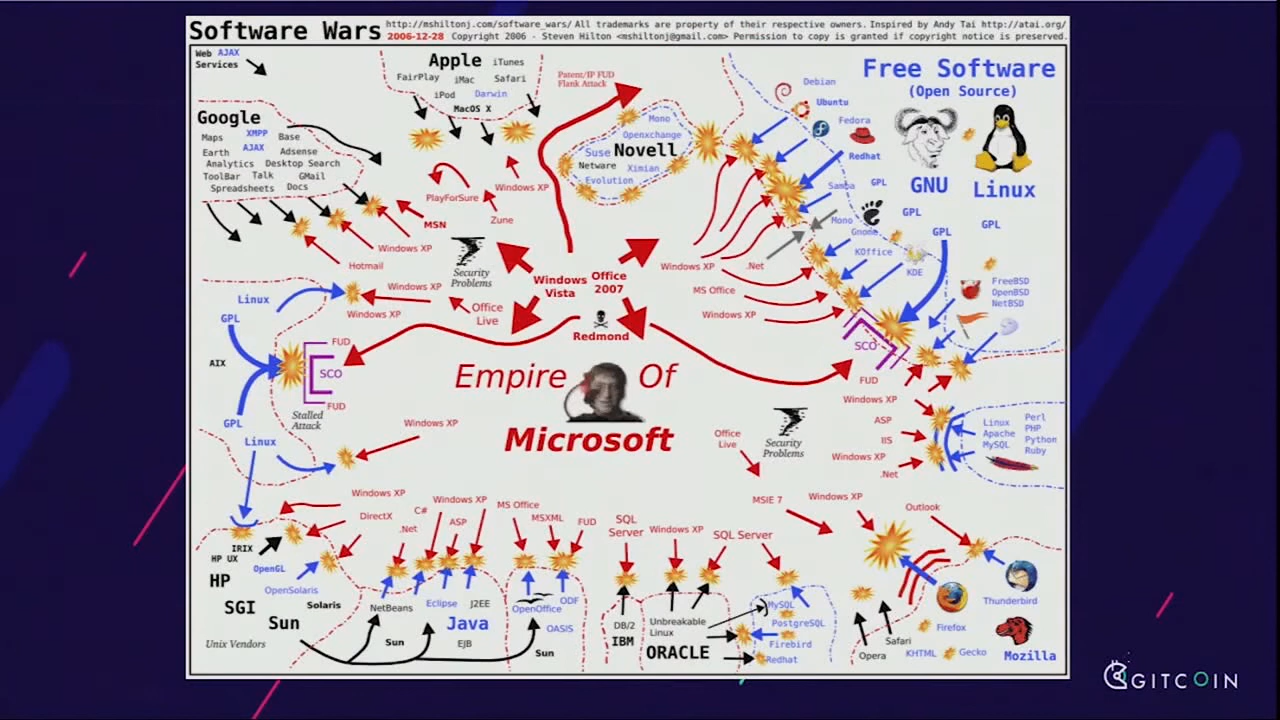 Software Wars
http://mshiltonj.com/software_wars/ All trademarks are property of their respective owners. Inspired by Andy Tai http://atai.org/
2006-12-28 Copyright 2006 - Steven Hilton <mshiltonj@gmail.com> Permission to copy is granted if copyright notice is preserved.
Web AJAX
Services
Apple iTunes
FairPlay iMac Safari
iPod Darwin
MacOS X
Patent/IP FUD
Flank Attack
Free Software
(Open Source)
Debian
Ubuntu
Fedora
Redhat
Samba
GPL
GNU
Linux
GPL
GPL
GPL
Mono
Gnome
KOffice
KDE
FreeBSD
OpenBSD
NetBSD
Google
Maps XMPP Base
Earth AJAX Adsense
Analytics Desktop Search
ToolBar Talk GMail
Spreadsheets Docs
Mono
Openxchange
Suse Novell
Netware Ximian
Evolution
PlayForSure
Windows XP
Zune
MSN
Windows XP
Hotmail
Security
Problems
Windows
Vista
Office
2007
Windows XP
.Net
MS Office
Windows XP
Linux
GPL
Windows XP
Windows XP
Office
Live
Redmond
AIX
FUD
SCO
FUD
Stalled
Attack
GPL
Linux
Windows XP
Empire Of
Microsoft
SCO
FUD
Windows XP
ASP
IIS
Windows XP
.Net
Linux
Apache
MySQL
Perl
PHP
Python
Ruby
Office
Live
Security
Problems
MSIE 7
Windows XP
Outlook
Windows XP
DirectX
.Net
C#
Windows XP
ASP
MS Office
MSXML
FUD
SQL
Server
Windows XP
SQL Server
IRIX
HP UX
OpenGL
HP
OpenSolaris
SGI
Solaris
Sun
Unix Vendors
NetBeans
Eclipse
J2EE
Java
Sun
EJB
OpenOffice
ODF
OASIS
Sun
DB/2
IBM
Unbreakable
Linux
ORACLE
MySQL
PostgreSQL
Firebird
Redhat
Thunderbird
Firefox
Safari
Opera
KHTML
Gecko
Mozilla
GITCOIN